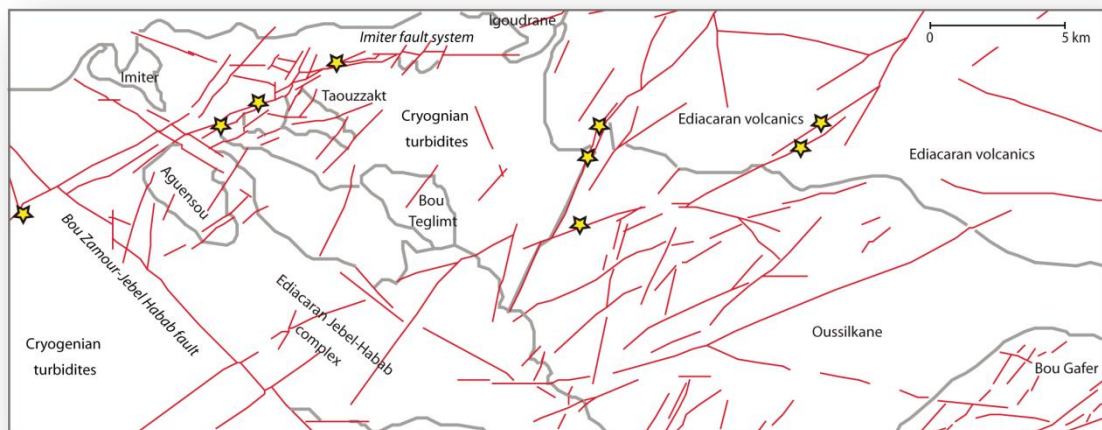 Igoudrane
Imiter fault system
0
5 km
Imiter
Taouzzakt
Cryognian
turbidites
Ediacaran volcanics
Ediacaran volcanics
Aguensou
Bou
Teglimt
Bou Zamour-Jebel Habab fault
Ediacaran Jebel-Habab
complex
Cryogenian
turbidites
Oussilkane
Bou Gafer